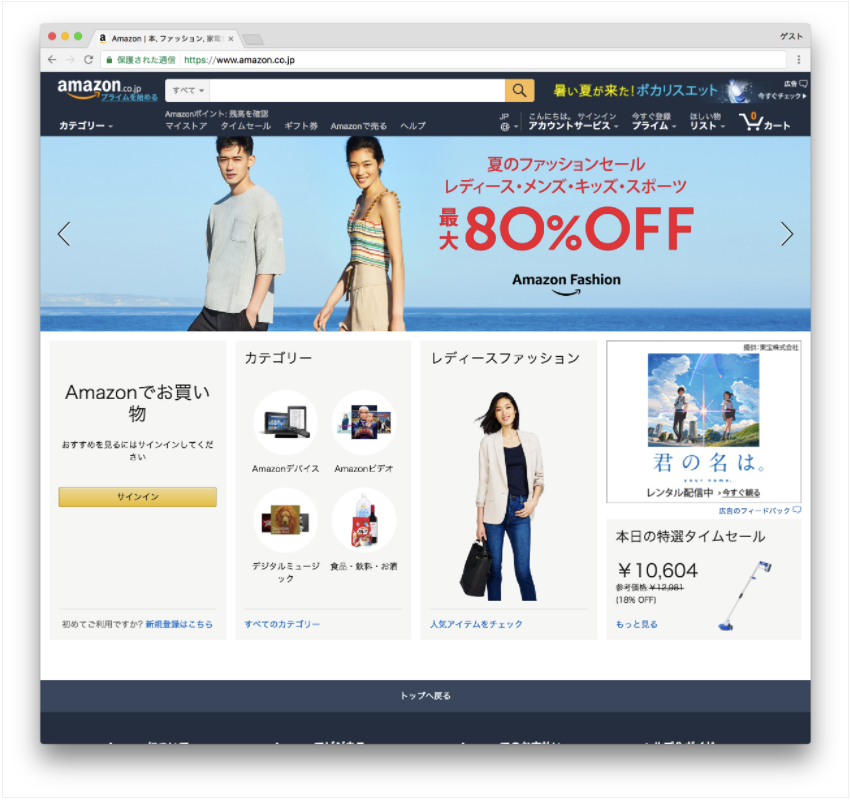 Amazon | 本, ファッション, 家電
ゲスト
保護された通信 https://www.amazon.co.jp
amazon.co.jp
プライムを始める
すべて
暑い夏が来た!ポカリスエット
広告
今すぐチェック
Amazonポイント: 残高を確認
カテゴリー
マイストア タイムセール ギフト券 Amazonで売る ヘルプ
JP
こんにちは。サインイン
アカウントサービス
今すぐ登録
プライム
ほしい物
リスト
0
カート
夏のファッションセール
レディース・メンズ・キッズ・スポーツ
最大80%OFF
Amazon Fashion
Amazonでお買い
物
おすすめを見るにはサインインしてくだ
さい
サインイン
初めてご利用ですか? 新規登録はこちら
カテゴリー
Amazonデバイス
Amazonビデオ
デジタルミュージ
ック
食品・飲料・お酒
すべてのカテゴリー
レディースファッション
人気アイテムをチェック
提供:東宝株式会社
君の名は。
your name.
レンタル配信中 ›今すぐ観る
広告のフィードバック
本日の特選タイムセール
¥10,604
参考価格:¥12,981
(18% OFF)
もっと見る
トップへ戻る